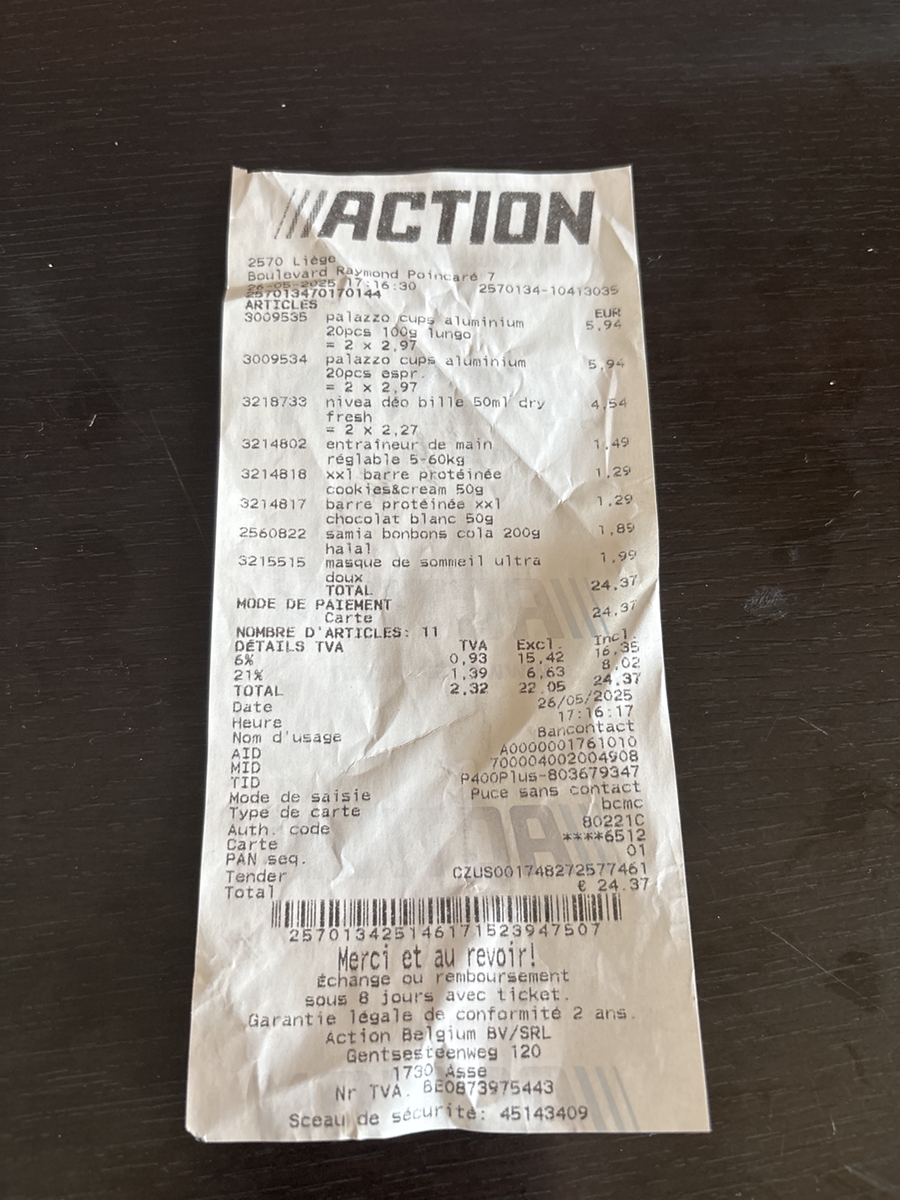 ACTION
2570 Liège
Boulevard Raymond Poincaré 7
26-05-2025 17:16:30 2570134-10413035
257013470170144
ARTICLES EUR
3009535 palazzo cups aluminium 5,94
20pcs 100g lungo
= 2 x 2,97
3009534 palazzo cups aluminium 5,94
20pcs espr.
= 2 x 2,97
3218733 nivea déo bille 50ml dry 4,54
fresh
= 2 x 2,27
3214802 entraîneur de main 1,49
réglable 5-60kg
3214818 xxl barre protéinée 1,29
cookies&cream 50g
3214817 barre protéinée xxl 1,29
chocolat blanc 50g
2560822 samia bonbons cola 200g 1,89
halal
3215515 masque de sommeil ultra 1,99
doux
TOTAL 24,37
MODE DE PAIEMENT
Carte 24,37
NOMBRE D'ARTICLES: 11
DÉTAILS TVA TVA Excl. Incl.
6% 0,93 15,42 16,35
21% 1,39 6,63 8,02
TOTAL 2,32 22,05 24,37
Date 26/05/2025
Heure 17:16:17
Nom d'usage Bancontact
AID A0000001761010
MID 700004002004908
TID P400Plus-803679347
Mode de saisie Puce sans contact
Type de carte bcmc
Auth. code 80221C
Carte ****6512
PAN seq. 01
Tender CZUS001748272577461
Total € 24.37
257013425146171523947507
Merci et au revoir!
Échange ou remboursement
sous 8 jours avec ticket.
Garantie légale de conformité 2 ans.
Action Belgium BV/SRL
Gentsesteenweg 120
1730 Asse
Nr TVA. BE0873975443
Sceau de sécurité: 45143409